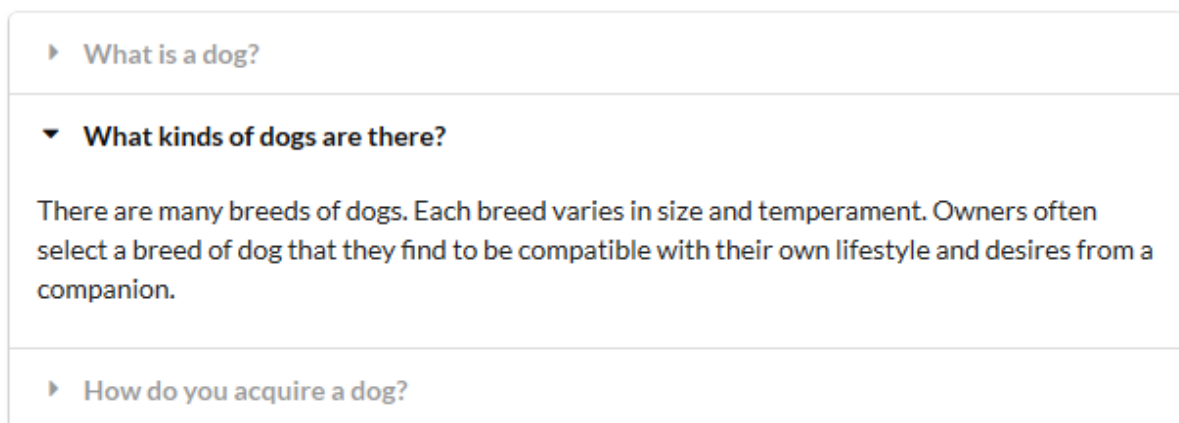 What is a dog?
What kinds of dogs are there?
There are many breeds of dogs. Each breed varies in size and temperament. Owners often
select a breed of dog that they find to be compatible with their own lifestyle and desires from a
companion.
How do you acquire a dog?